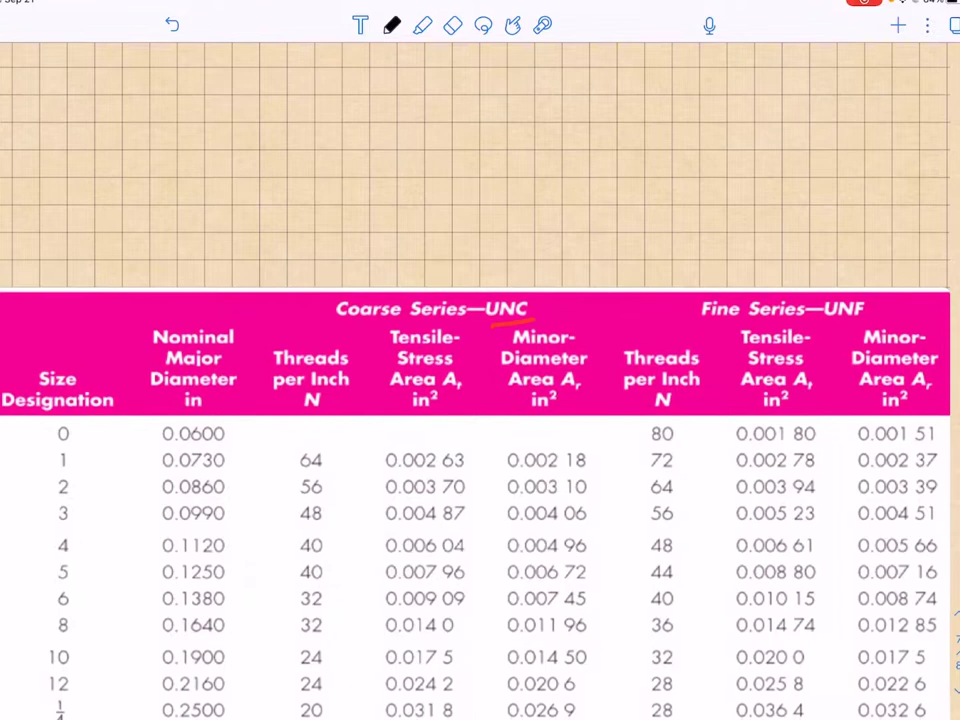 Coarse Series—UNC Fine Series—UNF
Size Designation Nominal Major Diameter in Threads per Inch N Tensile-Stress Area At in² Minor-Diameter Area Ar in² Threads per Inch N Tensile-Stress Area At in² Minor-Diameter Area Ar in²
0 0.0600 80 0.001 80 0.001 51
1 0.0730 64 0.002 63 0.002 18 72 0.002 78 0.002 37
2 0.0860 56 0.003 70 0.003 10 64 0.003 94 0.003 39
3 0.0990 48 0.004 87 0.004 06 56 0.005 23 0.004 51
4 0.1120 40 0.006 04 0.004 96 48 0.006 61 0.005 66
5 0.1250 40 0.007 96 0.006 72 44 0.008 80 0.007 16
6 0.1380 32 0.009 09 0.007 45 40 0.010 15 0.008 74
8 0.1640 32 0.014 0 0.011 96 36 0.014 74 0.012 85
10 0.1900 24 0.017 5 0.014 50 32 0.020 0 0.017 5
12 0.2160 24 0.024 2 0.020 6 28 0.025 8 0.022 6
1/4 0.2500 20 0.031 8 0.026 9 28 0.036 4 0.032 6